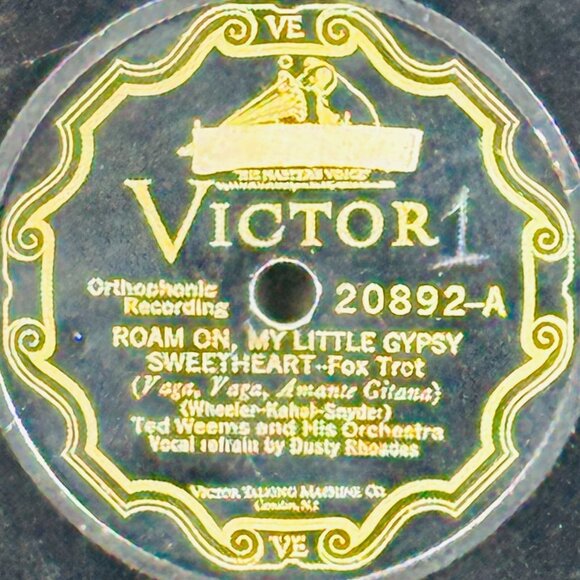 VE
"HIS MASTER'S VOICE"
VICTOR 1
Orthophonic
Recording
20892-A
ROAM ON, MY LITTLE GYPSY
SWEETHEART-Fox Trot
(Vaga, Vaga, Amante Gitana)
(Wheeler-Kahal-Snyder)
Ted Weems and His Orchestra
Vocal refrain by Dusty Rhoades
VICTOR TALKING MACHINE CO.
Camden, N.J.
VE